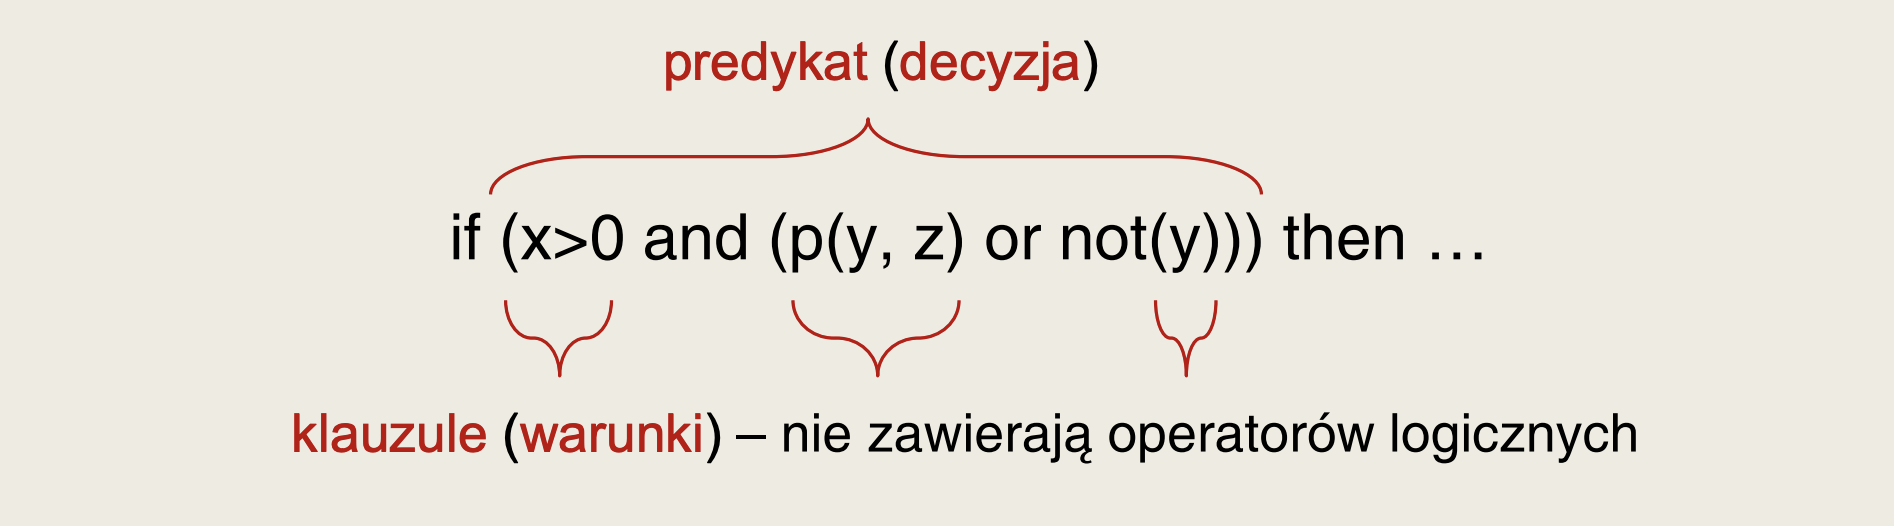 predykat (decyzja)
if (x>0 and (p(y, z) or not(y))) then …
klauzule (warunki) – nie zawierają operatorów logicznych